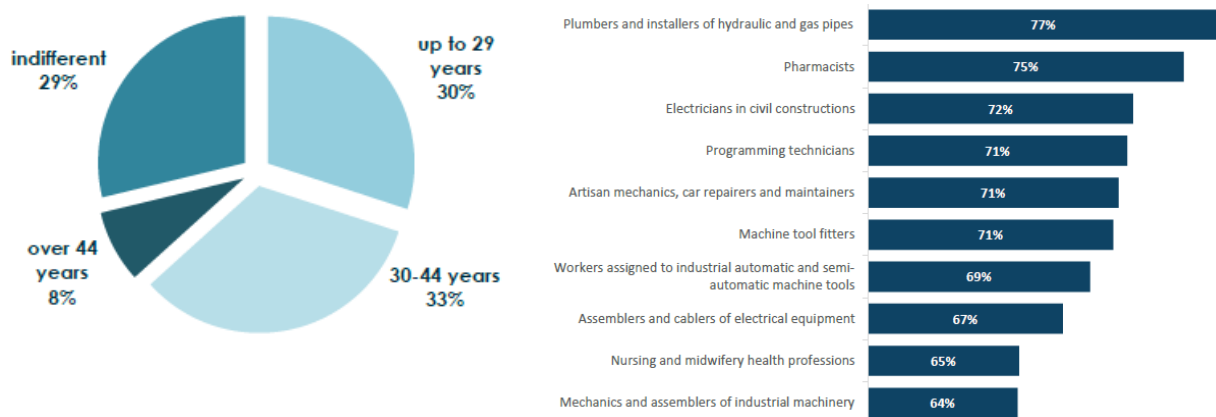 indifferent
29%
up to 29
years
30%
over 44
years
8%
30-44 years
33%
Plumbers and installers of hydraulic and gas pipes
77%
Pharmacists
75%
Electricians in civil constructions
72%
Programming technicians
71%
Artisan mechanics, car repairers and maintainers
71%
Machine tool fitters
71%
Workers assigned to industrial automatic and semi-
automatic machine tools
69%
Assemblers and cablers of electrical equipment
67%
Nursing and midwifery health professions
65%
Mechanics and assemblers of industrial machinery
64%